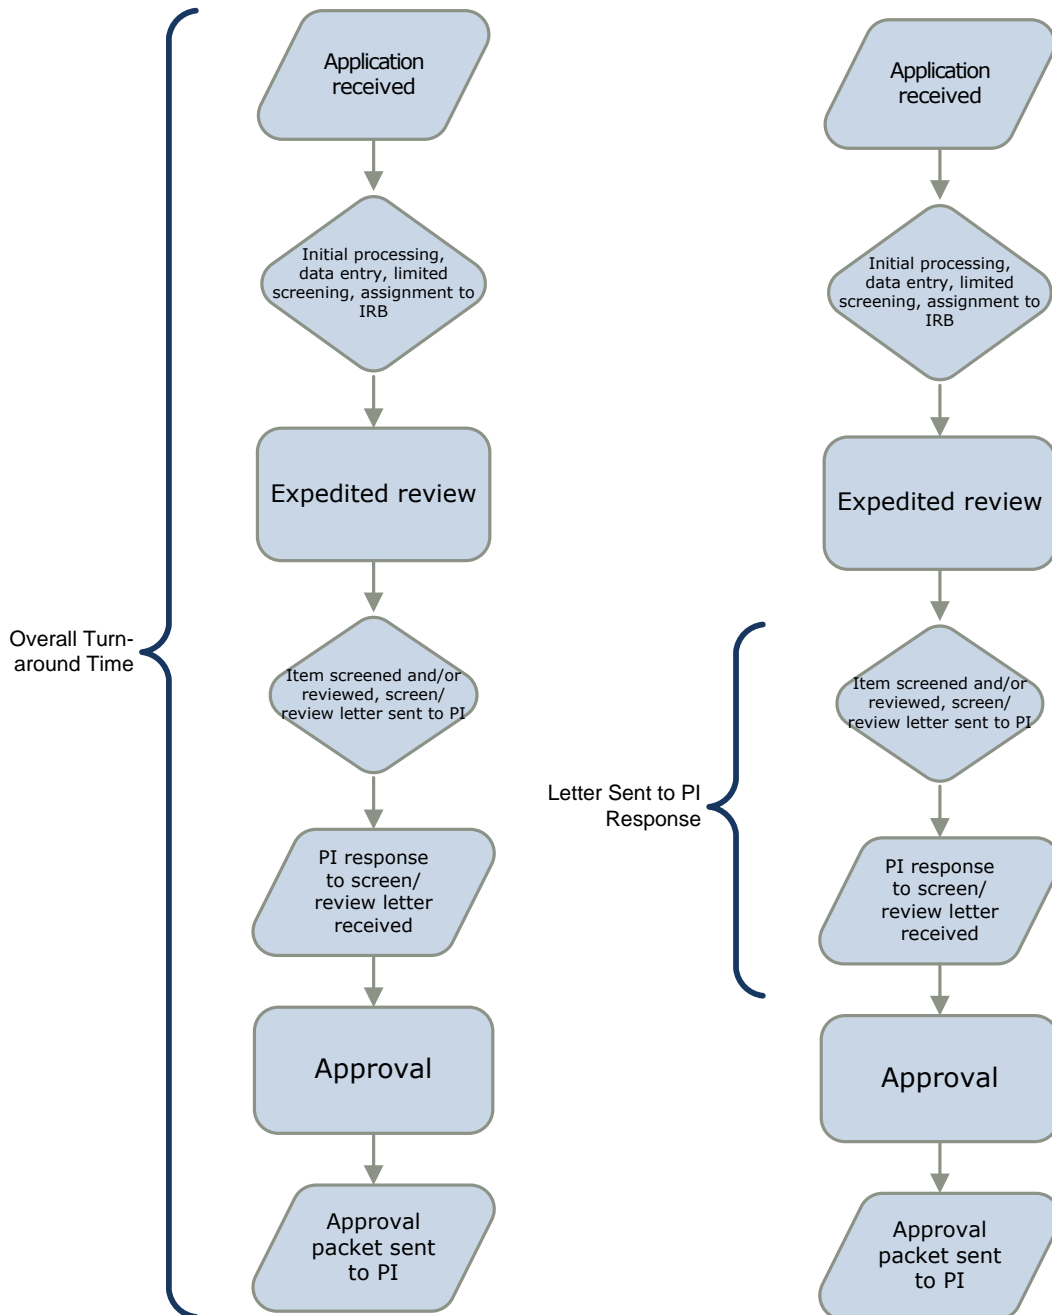 Application
received
Initial processing,
data entry, limited
screening, assignment to
IRB
Expedited review
Overall Turn-
around Time
Item screened and/or
reviewed, screen/
review letter sent to PI
PI response
to screen/
review letter
received
Approval
Approval
packet sent
to PI
Application
received
Initial processing,
data entry, limited
screening, assignment to
IRB
Expedited review
Item screened and/or
reviewed, screen/
review letter sent to PI
Letter Sent to PI
Response
PI response
to screen/
review letter
received
Approval
Approval
packet sent
to PI